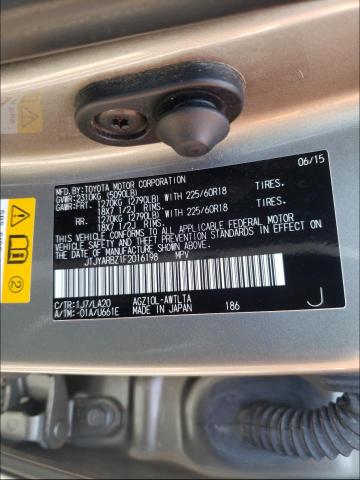 MFD.BY:TOYOTA MOTOR CORPORATION 06/15
GVWR:2310KG (5090LB)
GAWR:FRT. 1270KG (2790LB) WITH 225/60R18 TIRES.
18X7 1/2J RIMS.
RR. 1270KG (2790LB) WITH 225/60R18 TIRES.
18X7 1/2J RIMS.
THIS VEHICLE CONFORMS TO ALL APPLICABLE FEDERAL MOTOR
VEHICLE SAFETY STANDARDS IN EFFECT ON
THE DATE OF MANUFACTURE SHOWN ABOVE.
JTJYARBZ1F2016198 MPV
C/TR:1J7/LA20 AGZ10L-AWTLTA
A/TM:-01A/U661E MADE IN JAPAN 186 J
2